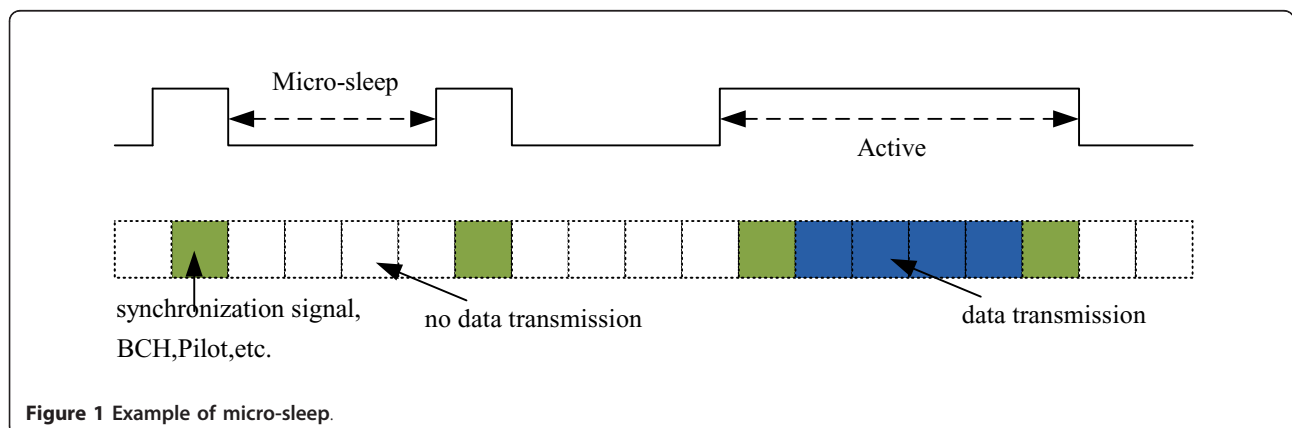 Micro-sleep
Active
synchronization signal,
BCH,Pilot,etc.
no data transmission
data transmission
Figure 1 Example of micro-sleep.